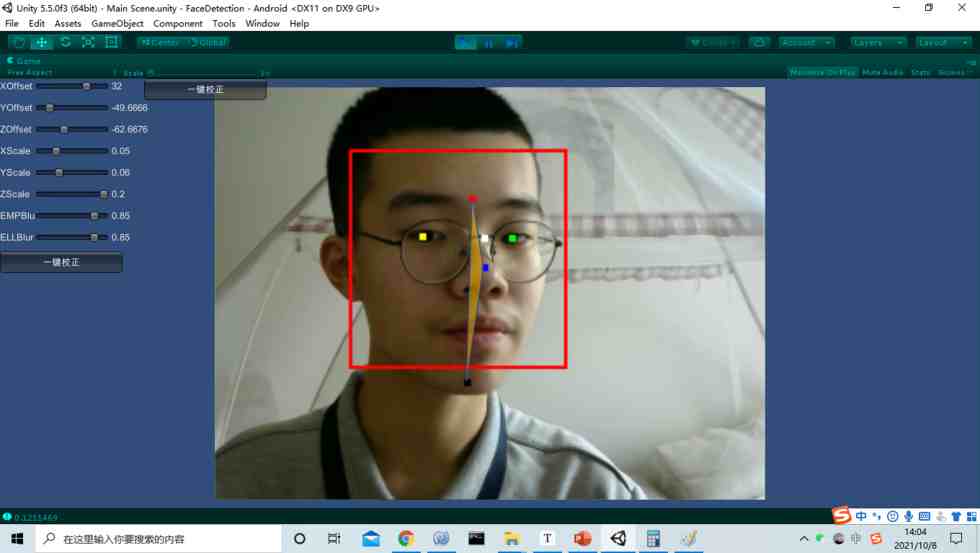 Unity 5.5.0f3 (64bit) - Main Scene.unity - FaceDetection - Android <DX11 on DX9 GPU>
File Edit Assets GameObject Component Tools Window Help
Center Global Account Layers Layout
Game
Free Aspect Scale Maximize On Play Mute Audio Stats Gizmos
XOffset 32 一键校正
YOffset -49.6666
ZOffset -62.6676
XScale 0.05
YScale 0.06
ZScale 0.2
EMPBlu 0.85
ELLBlur 0.85
一键校正
0.1251469
中
在这里输入你要搜索的内容
中
14:04
2021/10/6